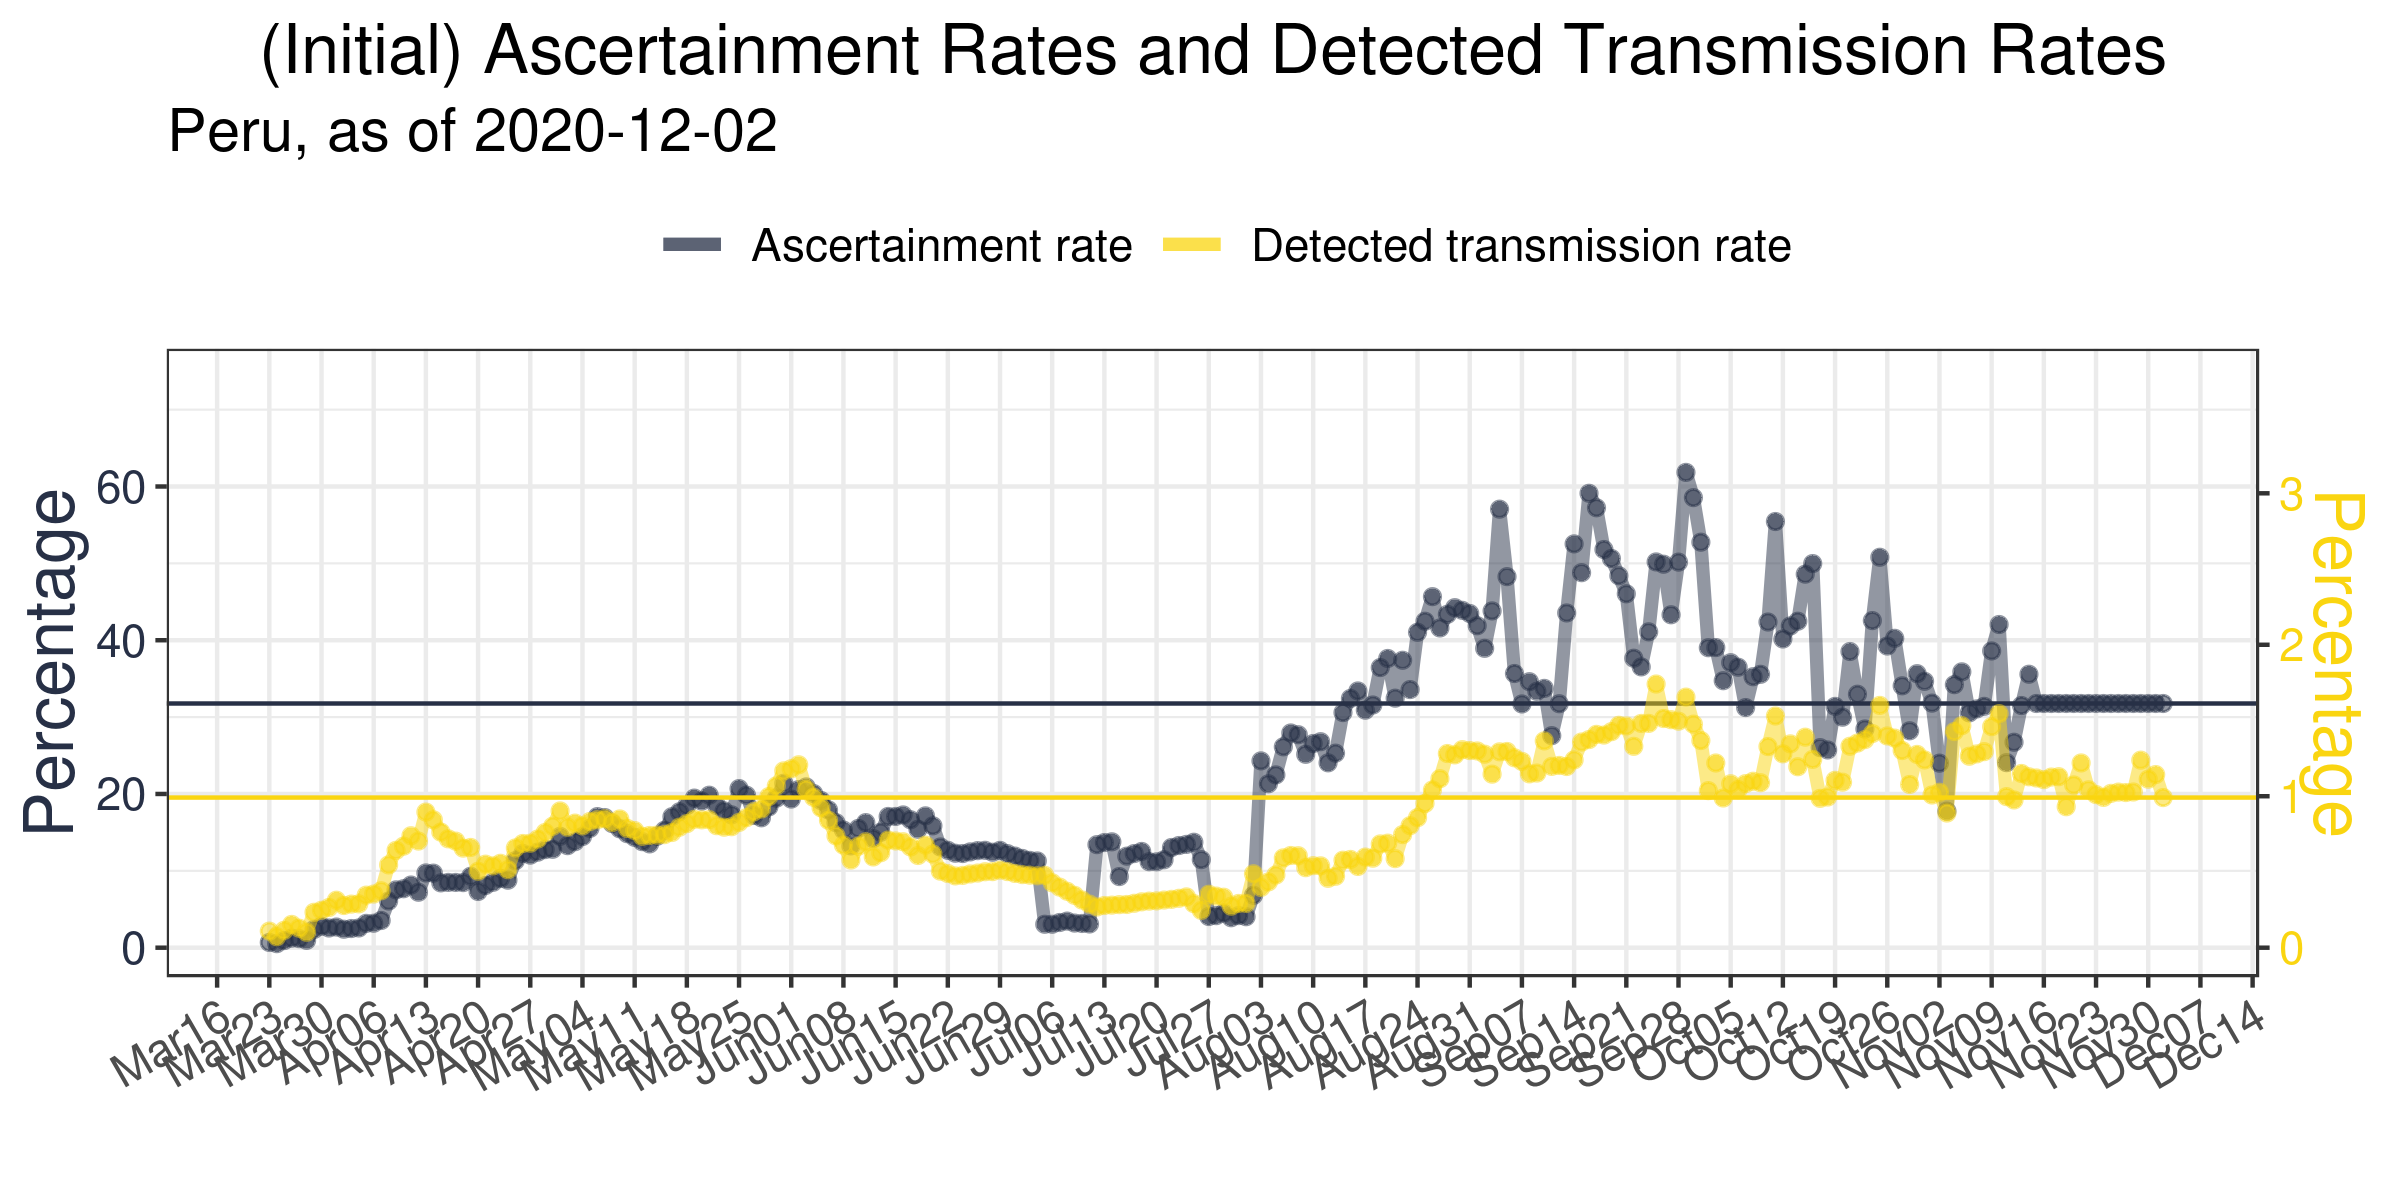 (Initial) Ascertainment Rates and Detected Transmission Rates
Peru, as of 2020-12-02
Ascertainment rate
Detected transmission rate
Percentage
60
40
20
0
3
2
1
0
Percentage
Mar16
Mar23
Mar30
Apr06
Apr13
Apr20
Apr27
May04
May11
May18
May25
Jun01
Jun08
Jun15
Jun22
Jun29
Jul06
Jul13
Jul20
Jul27
Aug03
Aug10
Aug17
Aug24
Aug31
Sep07
Sep14
Sep21
Sep28
Oct05
Oct12
Oct19
Oct26
Nov02
Nov09
Nov16
Nov23
Nov30
Dec07
Dec14